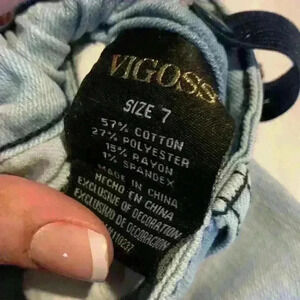 VIGOSS
SIZE 7
57% COTTON
27% POLYESTER
15% RAYON
1% SPANDEX
MADE IN CHINA
HECHO EN CHINA
EXCLUSIVE OF DECORATION
EXCLUSIVO DE DECORACION